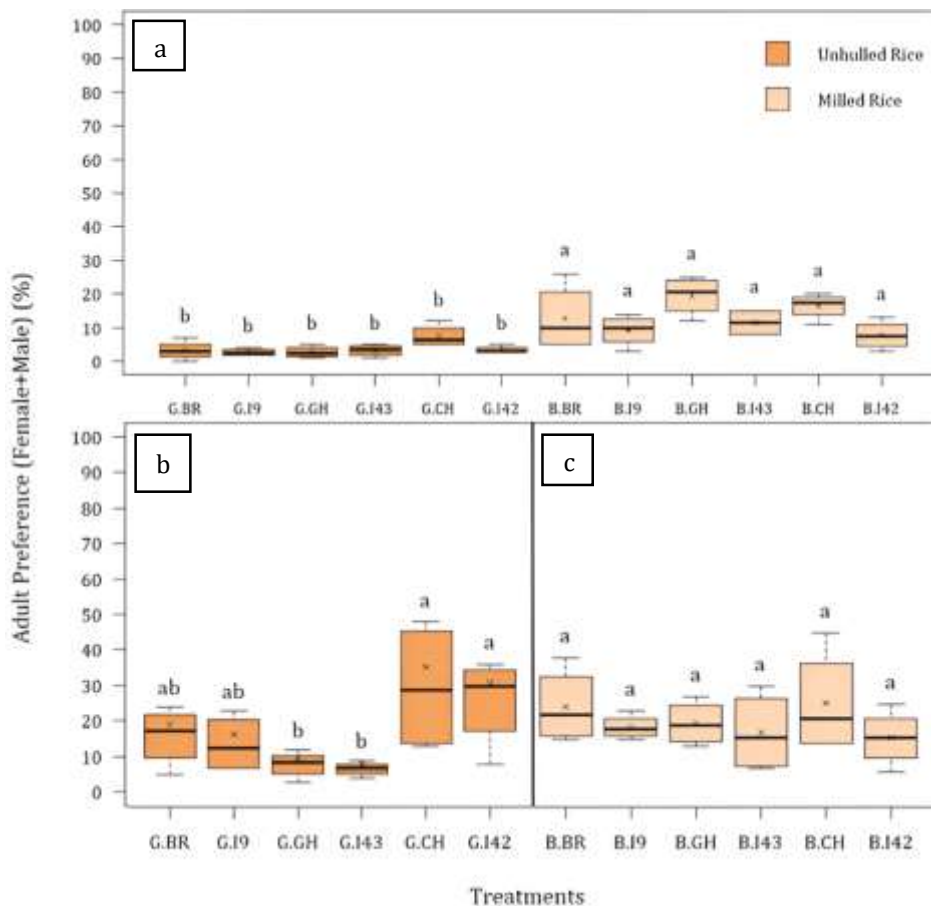 a
Unhulled Rice
Milled Rice
Adult Preference (Female+Male) (%)
100
90
80
70
60
50
40
30
20
10
0
b b b b b b a a a a a a
G.BR G.I9 G.GH G.I43 G.CH G.I42 B.BR B.I9 B.GH B.I43 B.CH B.I42
b
c
100
90
80
70
60
50
40
30
20
10
0
ab ab b b a a a a a a a a
G.BR G.I9 G.GH G.I43 G.CH G.I42 B.BR B.I9 B.GH B.I43 B.CH B.I42
Treatments